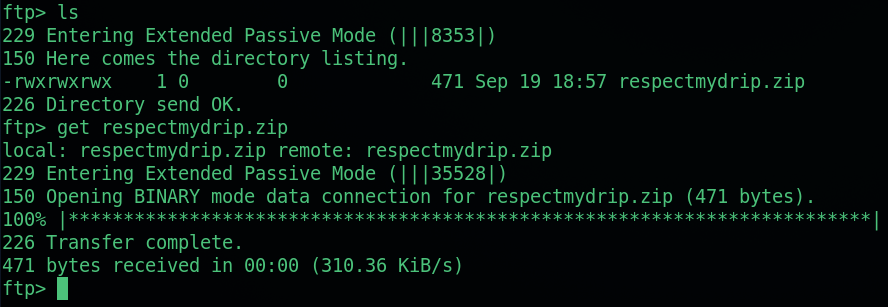 ftp> ls
229 Entering Extended Passive Mode (|||8353|)
150 Here comes the directory listing.
-rwxrwxrwx    1 0        0             471 Sep 19 18:57 respectmydrip.zip
226 Directory send OK.
ftp> get respectmydrip.zip
local: respectmydrip.zip remote: respectmydrip.zip
229 Entering Extended Passive Mode (|||35528|)
150 Opening BINARY mode data connection for respectmydrip.zip (471 bytes).
100% |*************************************************************************|
226 Transfer complete.
471 bytes received in 00:00 (310.36 KiB/s)
ftp>